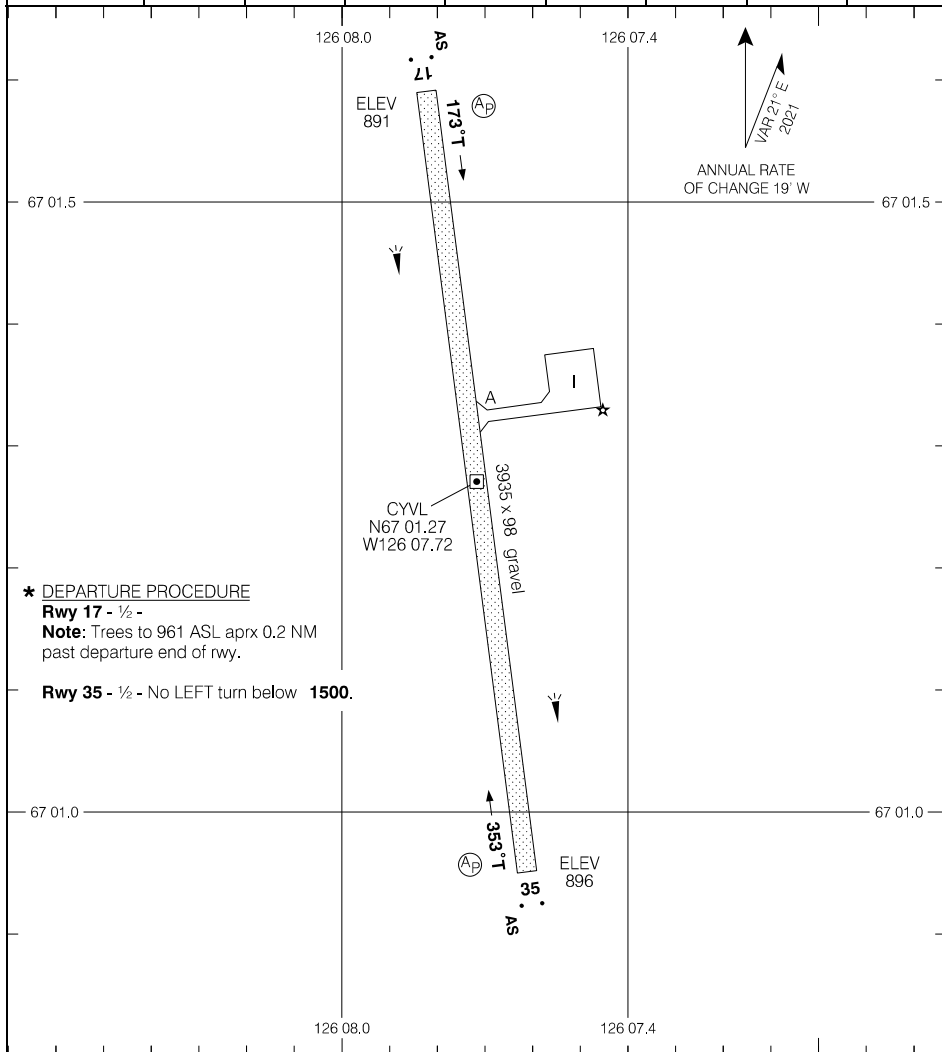 126 08.0
126 07.4
AS
17
ELEV
891
173°T
AP
VAR 21° E
2021
ANNUAL RATE
OF CHANGE 19' W
67 01.5
67 01.5
A
I
3935 x 98 gravel
CYVL
N67 01.27
W126 07.72
* DEPARTURE PROCEDURE
Rwy 17 - ½ -
Note: Trees to 961 ASL aprx 0.2 NM
past departure end of rwy.
Rwy 35 - ½ - No LEFT turn below 1500.
67 01.0
67 01.0
353°T
AP
ELEV
896
35
AS
126 08.0
126 07.4